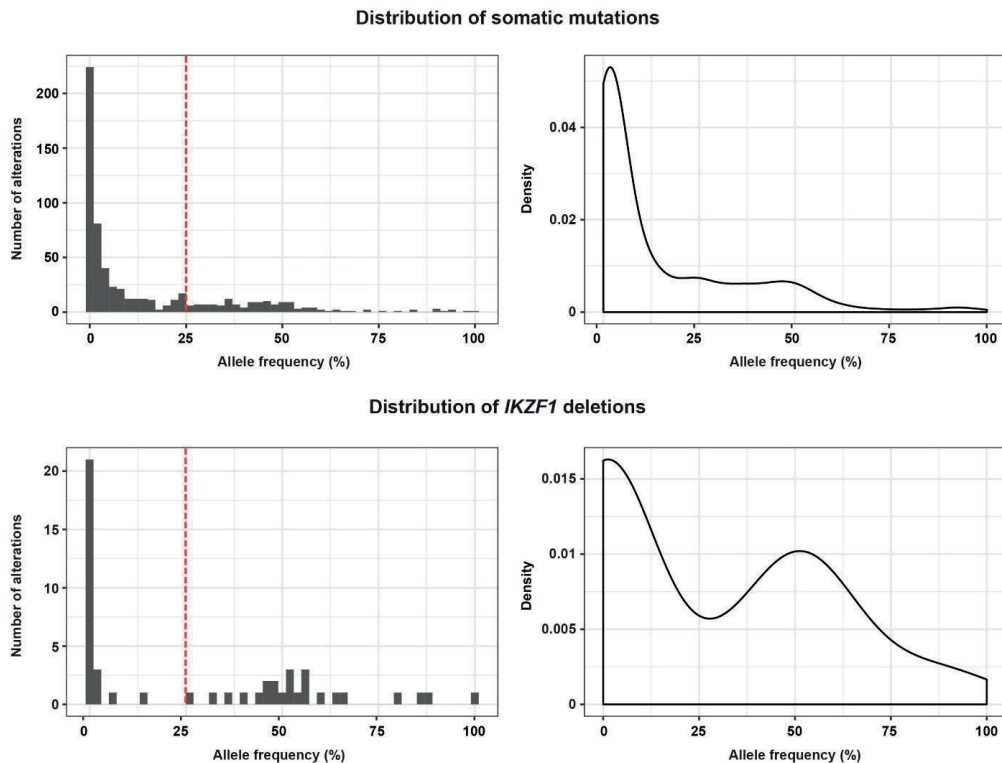 Distribution of somatic mutations
Number of alterations
200
150
100
50
0
0 25 50 75 100
Allele frequency (%)
Density
0.04
0.02
0
0 25 50 75 100
Allele frequency (%)
Distribution of IKZF1 deletions
Number of alterations
20
15
10
5
0
0 25 50 75 100
Allele frequency (%)
Density
0.015
0.01
0.005
0
0 25 50 75 100
Allele frequency (%)